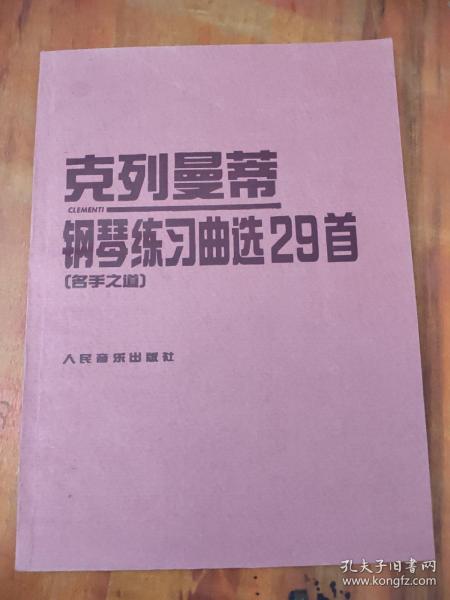 克列曼蒂
CLEMENTI
钢琴练习曲选29首
(名手之道)
人民音乐出版社
孔夫子旧书网
www.kongfz.com